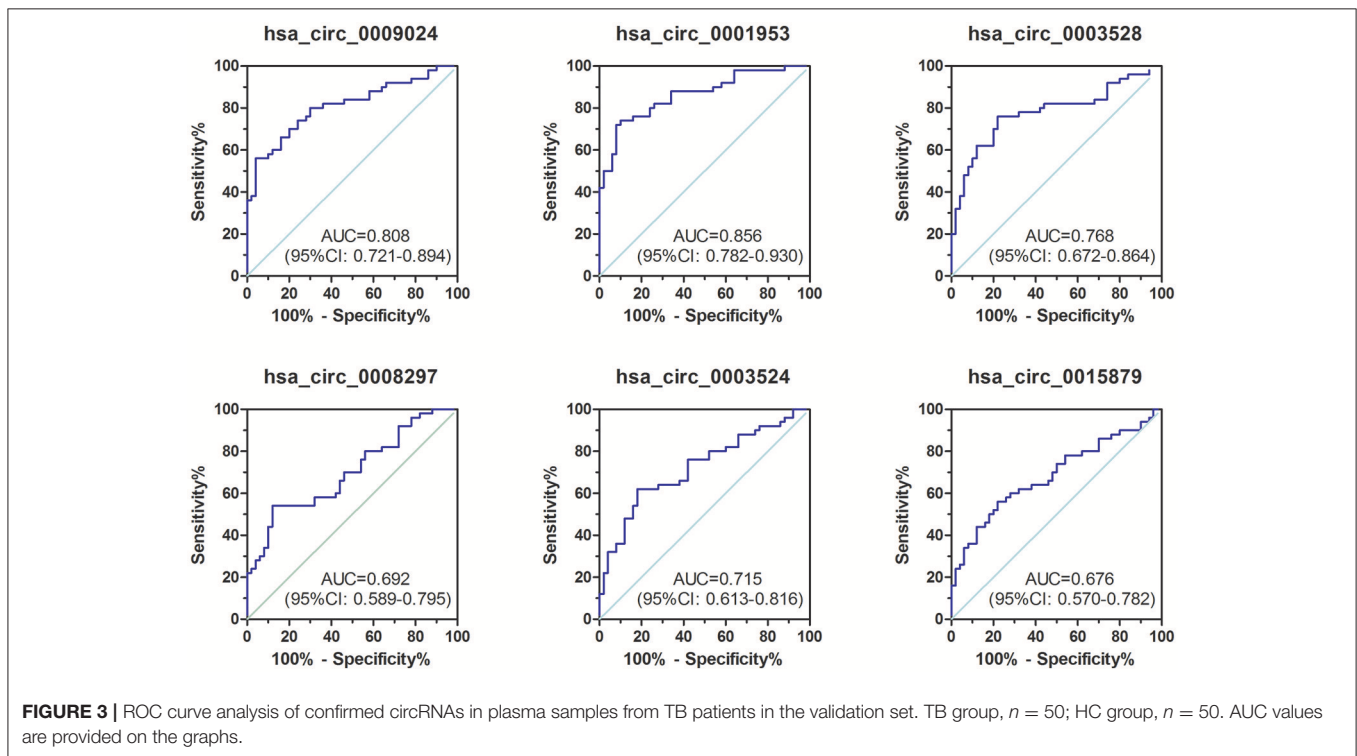 hsa_circ_0009024
hsa_circ_0001953
hsa_circ_0003528
Sensitivity%
100
80
60
40
20
0
AUC=0.808
(95%CI: 0.721-0.894)
0 20 40 60 80 100
100% - Specificity%
Sensitivity%
100
80
60
40
20
0
AUC=0.856
(95%CI: 0.782-0.930)
0 20 40 60 80 100
100% - Specificity%
Sensitivity%
100
80
60
40
20
0
AUC=0.768
(95%CI: 0.672-0.864)
0 20 40 60 80 100
100% - Specificity%
hsa_circ_0008297
hsa_circ_0003524
hsa_circ_0015879
Sensitivity%
100
80
60
40
20
0
AUC=0.692
(95%CI: 0.589-0.795)
0 20 40 60 80 100
100% - Specificity%
Sensitivity%
100
80
60
40
20
0
AUC=0.715
(95%CI: 0.613-0.816)
0 20 40 60 80 100
100% - Specificity%
Sensitivity%
100
80
60
40
20
0
AUC=0.676
(95%CI: 0.570-0.782)
0 20 40 60 80 100
100% - Specificity%
FIGURE 3 | ROC curve analysis of confirmed circRNAs in plasma samples from TB patients in the validation set. TB group, n = 50; HC group, n = 50. AUC values
are provided on the graphs.